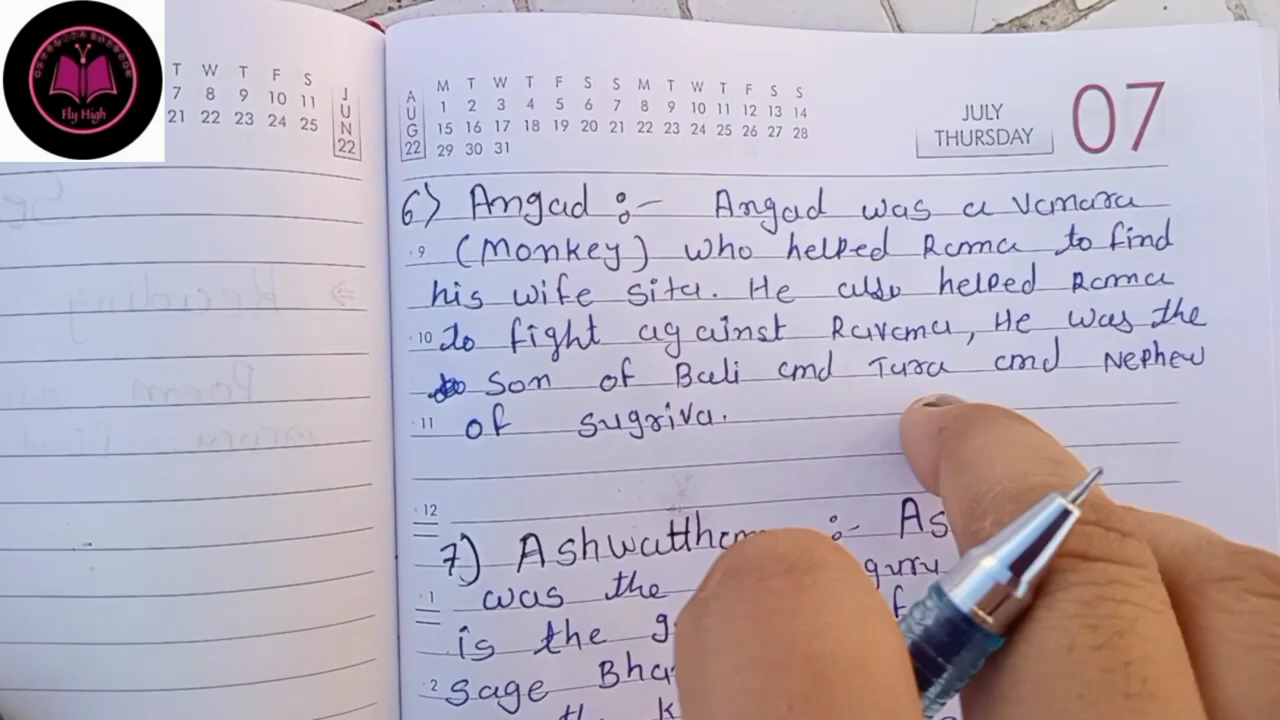 Fly High
T W T F S
7 8 9 10 11
21 22 23 24 25
JUN 22
AUG 22
M T W T F S S M T W T F S S
1 2 3 4 5 6 7 8 9 10 11 12 13 14
15 16 17 18 19 20 21 22 23 24 25 26 27 28
29 30 31
JULY
THURSDAY
07
6) Angad :- Angad was a Vanara
9 (Monkey) who helped Rama to find
his wife Sita. He also helped Rama
10 to fight against Ravana, He was the
Son of Bali and Tara and Nephew
11 of Sugriva.
12
7) :- As
1 was the guru
is the
2 sage
the